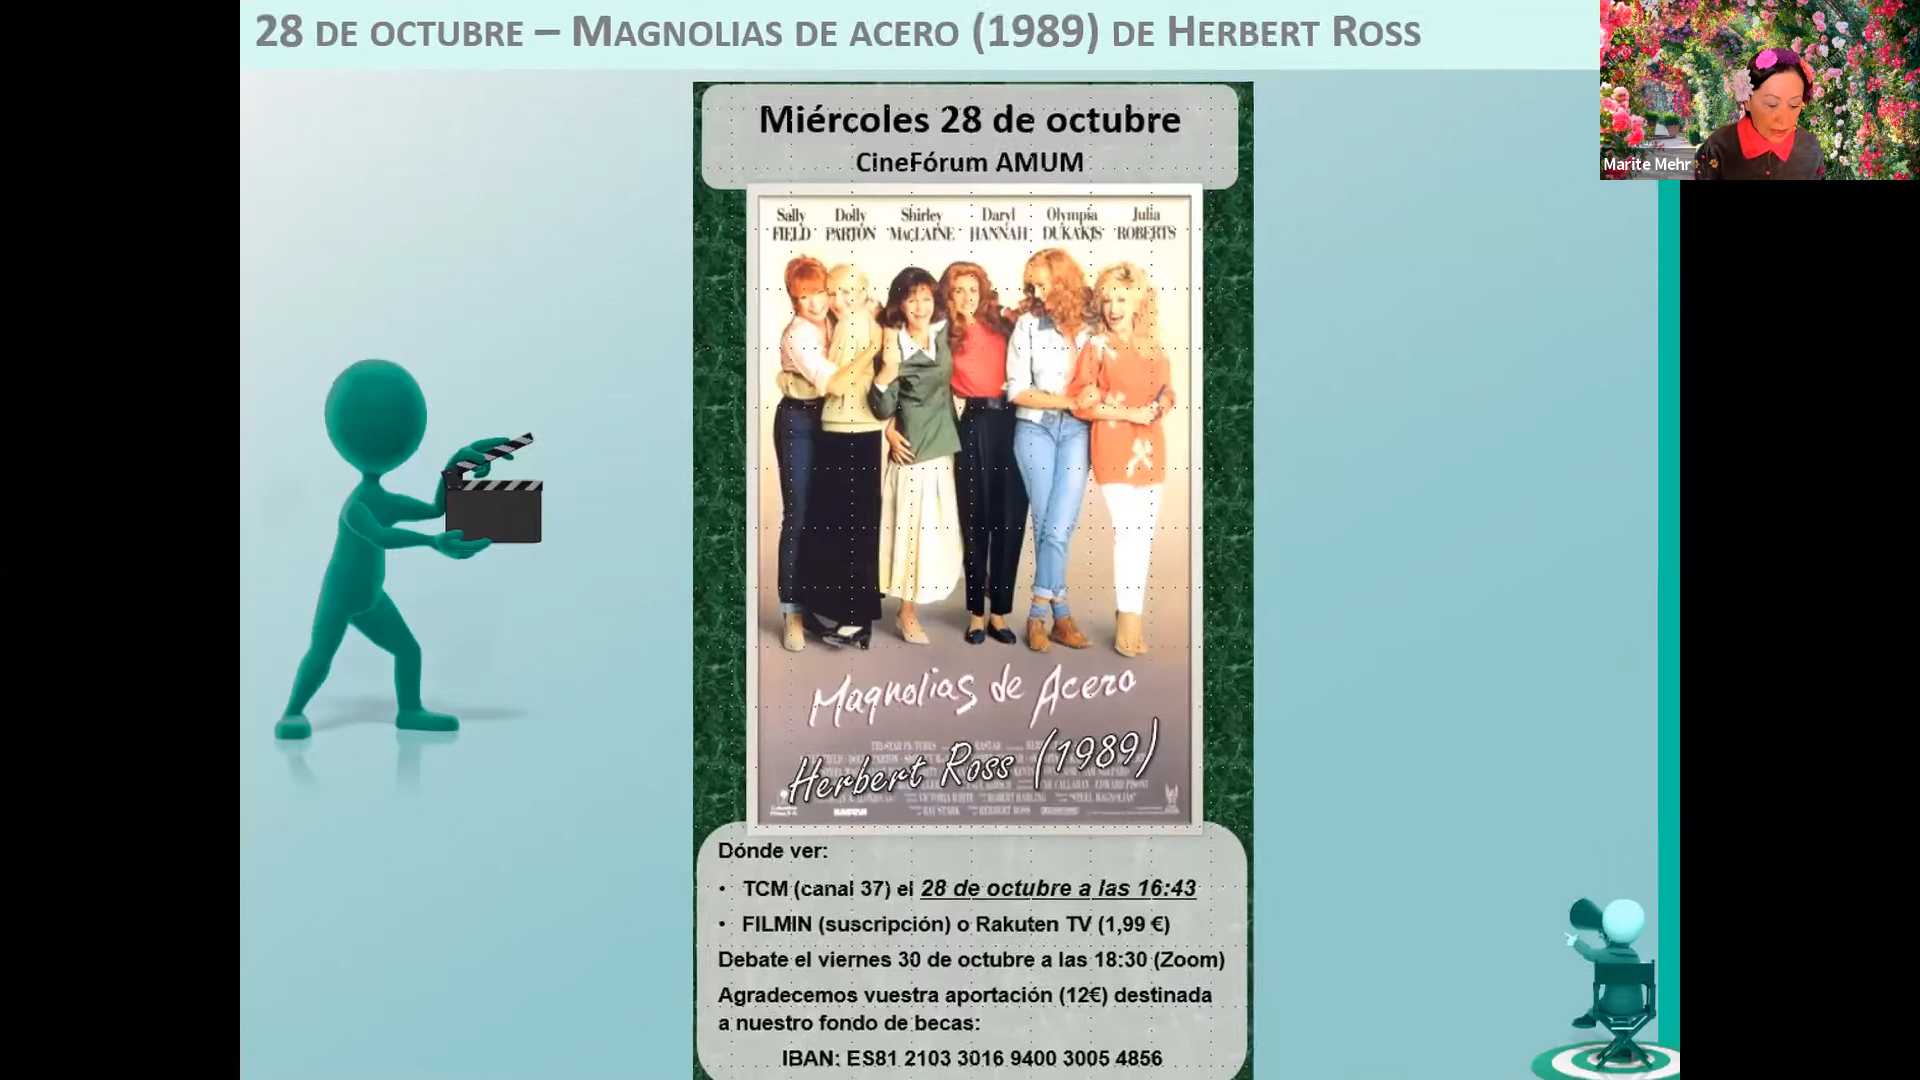 28 DE OCTUBRE – MAGNOLIAS DE ACERO (1989) DE HERBERT ROSS
Marite Mehr
Miércoles 28 de octubre
CineFórum AMUM
Sally FIELD
Dolly PARTON
Shirley MACLAINE
Daryl HANNAH
Olympia DUKAKIS
Julia ROBERTS
Magnolias de Acero
Herbert Ross (1989)
Dónde ver:
• TCM (canal 37) el 28 de octubre a las 16:43
• FILMIN (suscripción) o Rakuten TV (1,99 €)
Debate el viernes 30 de octubre a las 18:30 (Zoom)
Agradecemos vuestra aportación (12€) destinada
a nuestro fondo de becas:
IBAN: ES81 2103 3016 9400 3005 4856